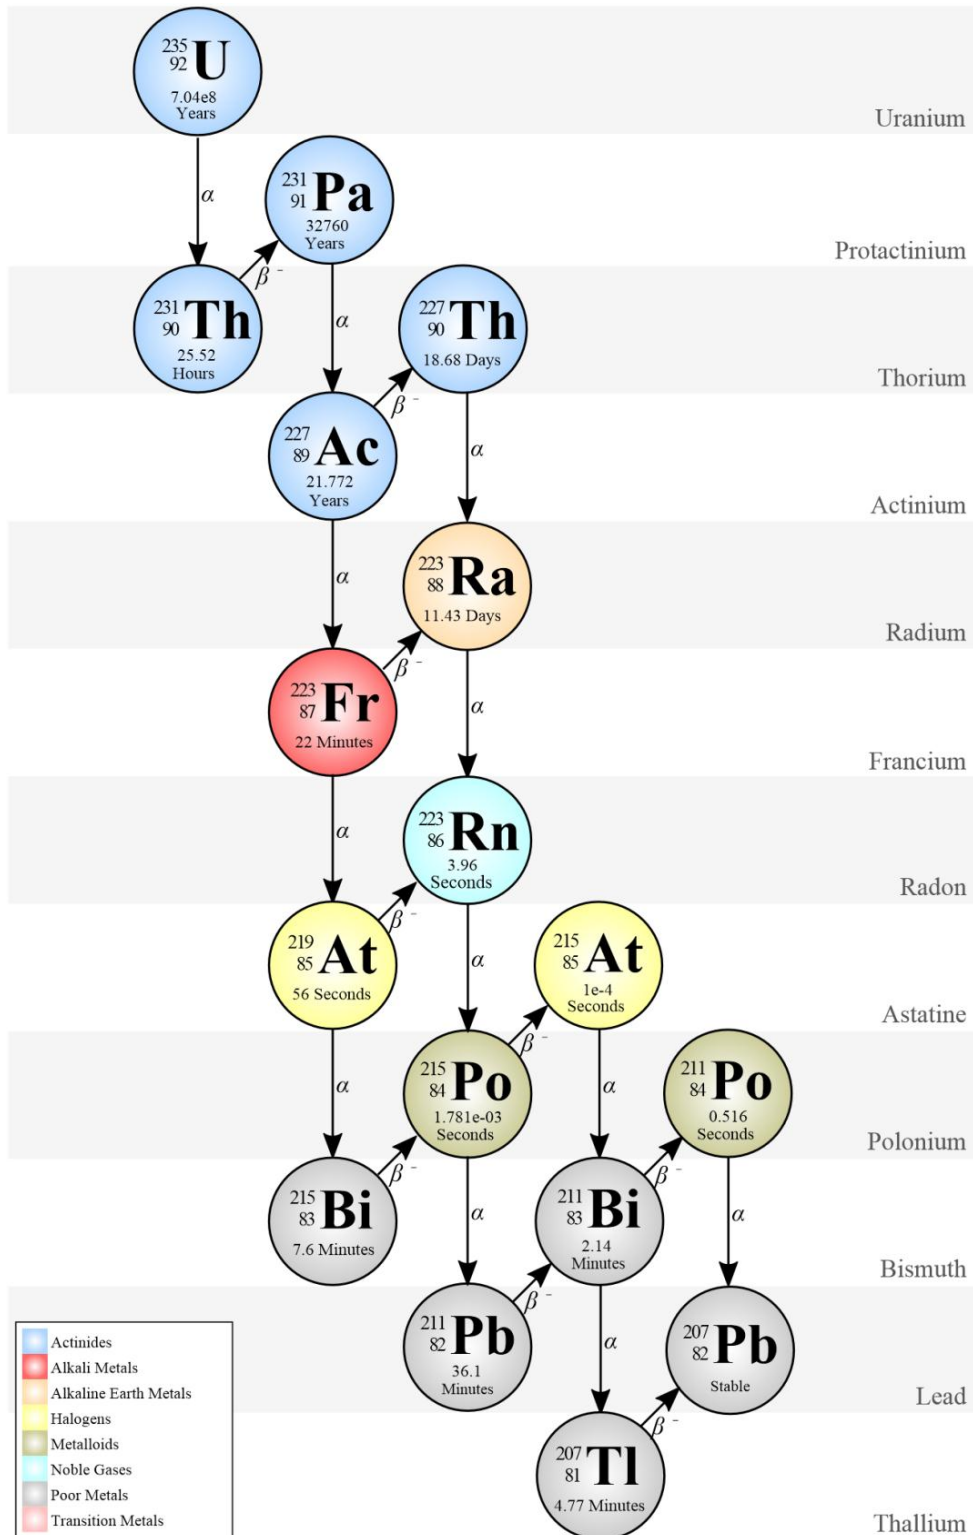 235
92 U
7.04e8
Years
Uranium
α
231
91 Pa
32760
Years
Protactinium
β -
231
90 Th
25.52
Hours
α
227
90 Th
18.68 Days
Thorium
β -
227
89 Ac
21.772
Years
α
Actinium
α
223
88 Ra
11.43 Days
Radium
β -
223
87 Fr
22 Minutes
α
Francium
α
223
86 Rn
3.96
Seconds
Radon
β -
219
85 At
56 Seconds
α
215
85 At
1e-4
Seconds
Astatine
β -
α
215
84 Po
1.781e-03
Seconds
α
211
84 Po
0.516
Seconds
Polonium
β -
β -
215
83 Bi
7.6 Minutes
α
211
83 Bi
2.14
Minutes
α
Bismuth
β -
211
82 Pb
36.1
Minutes
α
207
82 Pb
Stable
Lead
β -
207
81 Tl
4.77 Minutes
Thallium
Actinides
Alkali Metals
Alkaline Earth Metals
Halogens
Metalloids
Noble Gases
Poor Metals
Transition Metals